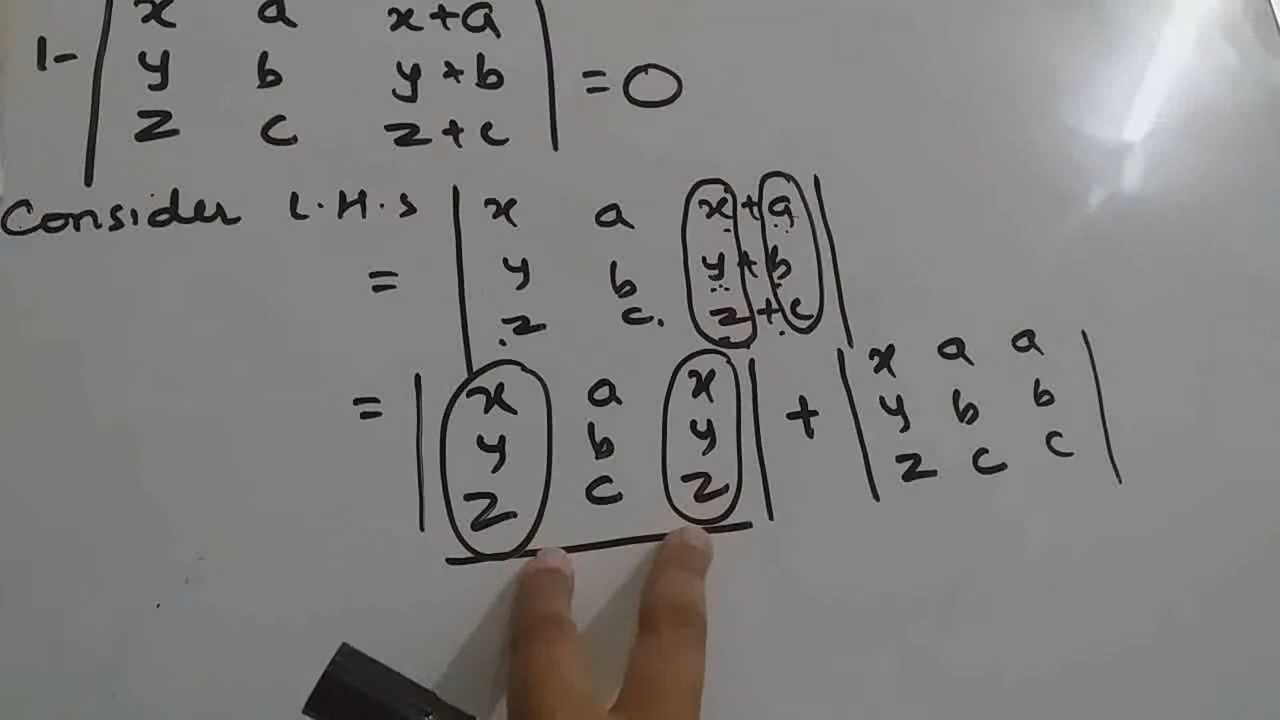 1- | x a x+a |
| y b y+b | = 0
| z c z+c |
Consider L.H.S | x a x+a |
= | y b y+b |
| z c. z+c |
= | x a x | + | x a a |
| y b y | | y b b |
| z c z | | z c c |